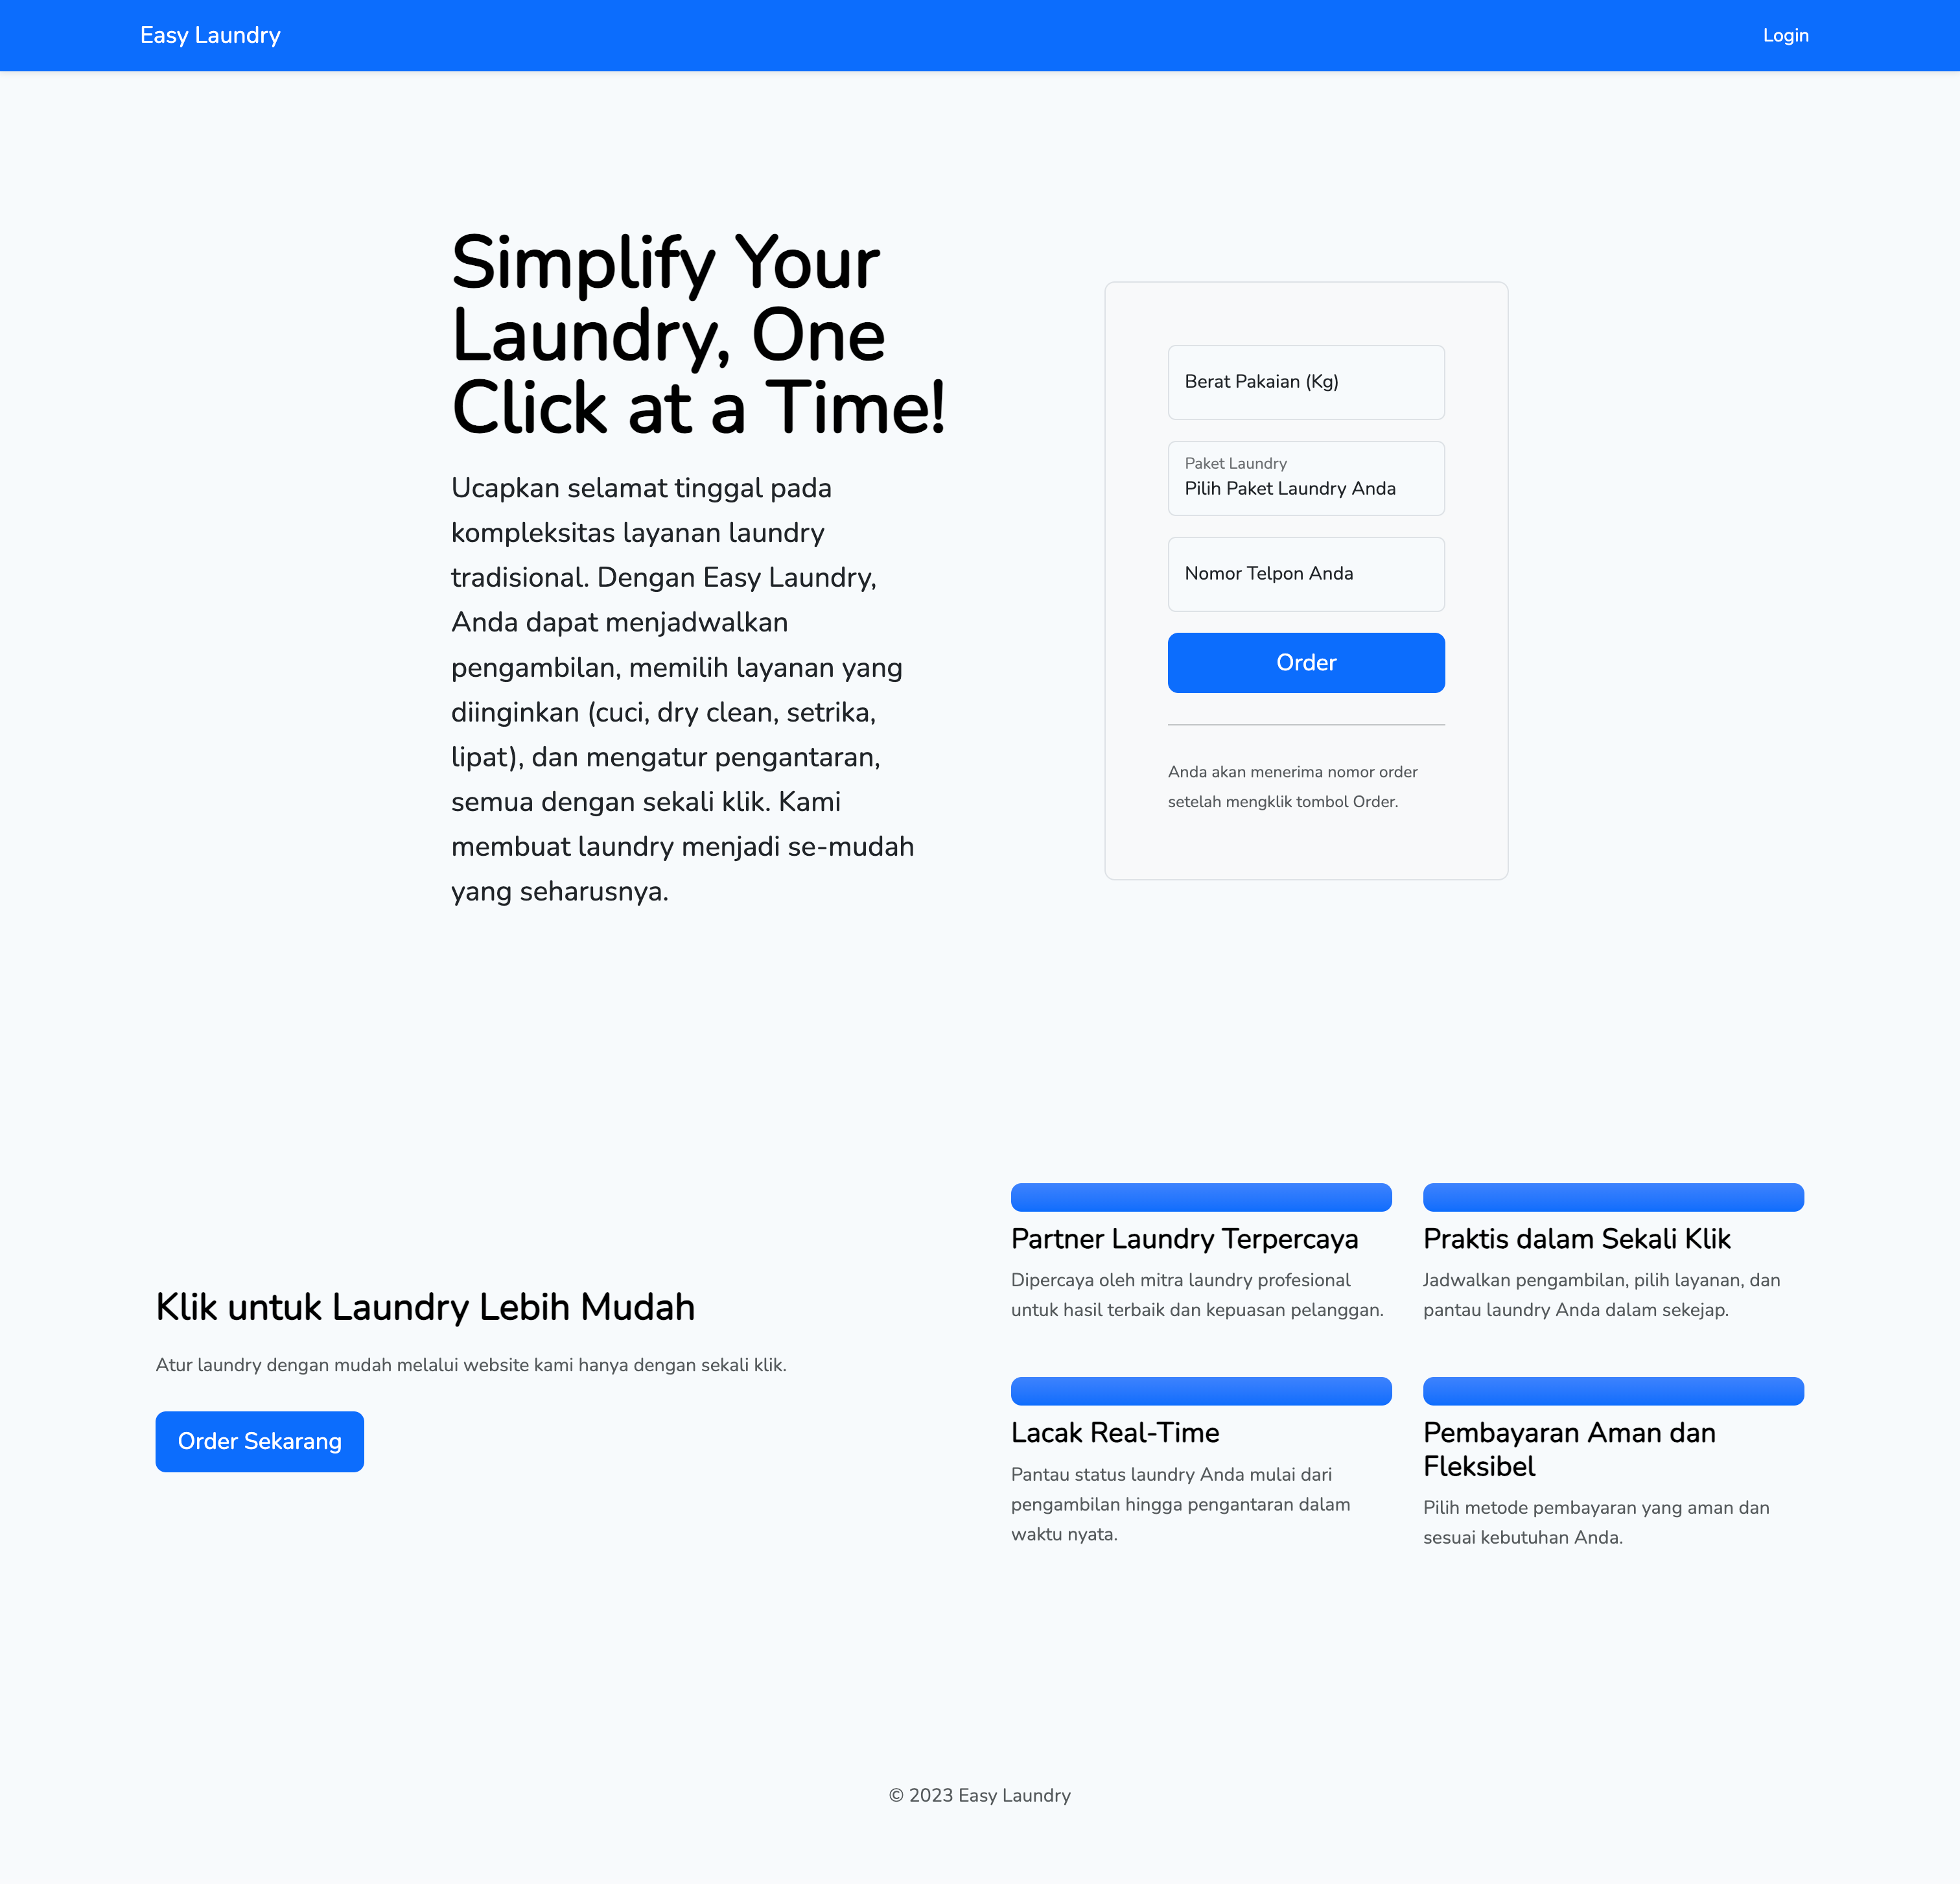 Easy Laundry
Login
Simplify Your
Laundry, One
Click at a Time!
Ucapkan selamat tinggal pada
kompleksitas layanan laundry
tradisional. Dengan Easy Laundry,
Anda dapat menjadwalkan
pengambilan, memilih layanan yang
diinginkan (cuci, dry clean, setrika,
lipat), dan mengatur pengantaran,
semua dengan sekali klik. Kami
membuat laundry menjadi se-mudah
yang seharusnya.
Berat Pakaian (Kg)
Paket Laundry
Pilih Paket Laundry Anda
Nomor Telpon Anda
Order
Anda akan menerima nomor order
setelah mengklik tombol Order.
Klik untuk Laundry Lebih Mudah
Atur laundry dengan mudah melalui website kami hanya dengan sekali klik.
Order Sekarang
Partner Laundry Terpercaya
Dipercaya oleh mitra laundry profesional
untuk hasil terbaik dan kepuasan pelanggan.
Praktis dalam Sekali Klik
Jadwalkan pengambilan, pilih layanan, dan
pantau laundry Anda dalam sekejap.
Lacak Real-Time
Pantau status laundry Anda mulai dari
pengambilan hingga pengantaran dalam
waktu nyata.
Pembayaran Aman dan
Fleksibel
Pilih metode pembayaran yang aman dan
sesuai kebutuhan Anda.
© 2023 Easy Laundry